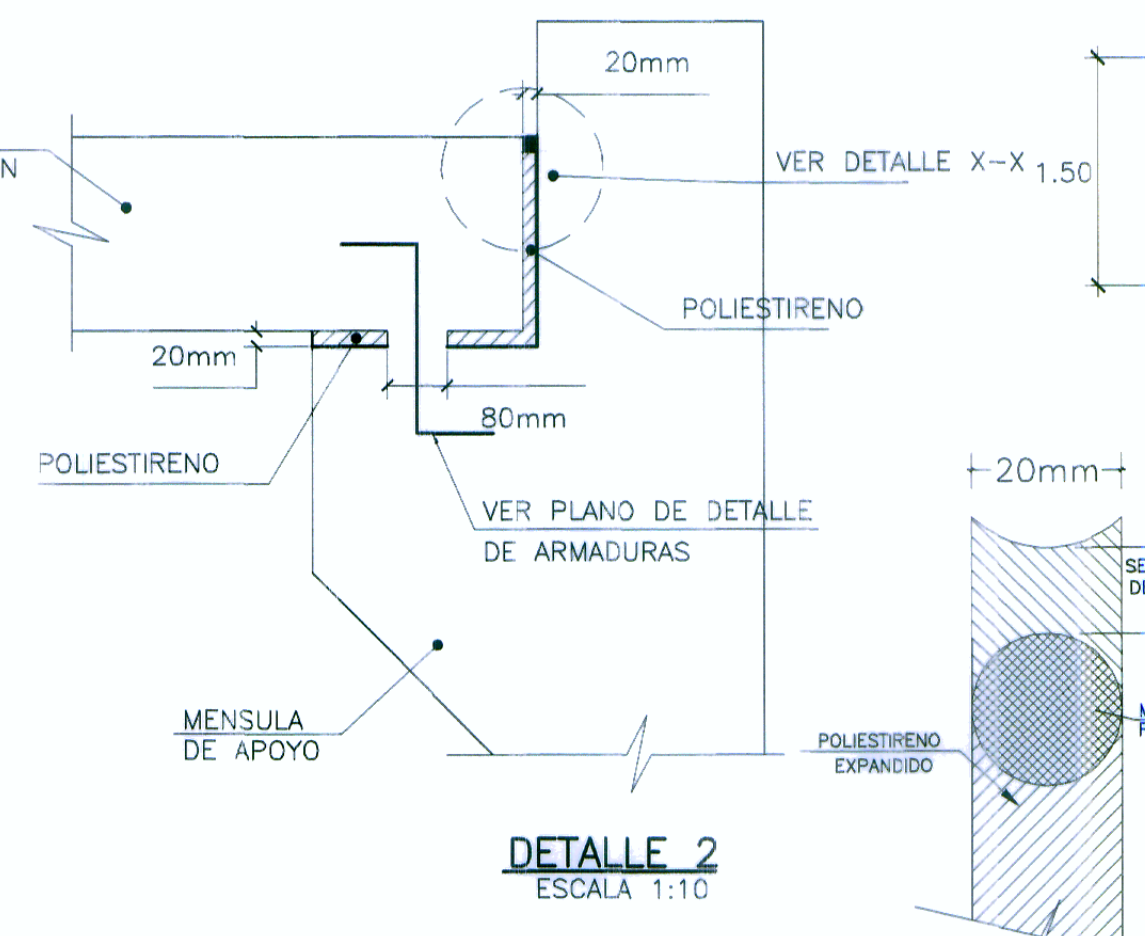 20mm
N
VER DETALLE X-X
1.50
POLIESTIRENO
20mm
80mm
POLIESTIRENO
20mm
VER PLANO DE DETALLE
DE ARMADURAS
SE
MENSULA
DE APOYO
POLIESTIRENO
EXPANDIDO
DETALLE 2
ESCALA 1:10